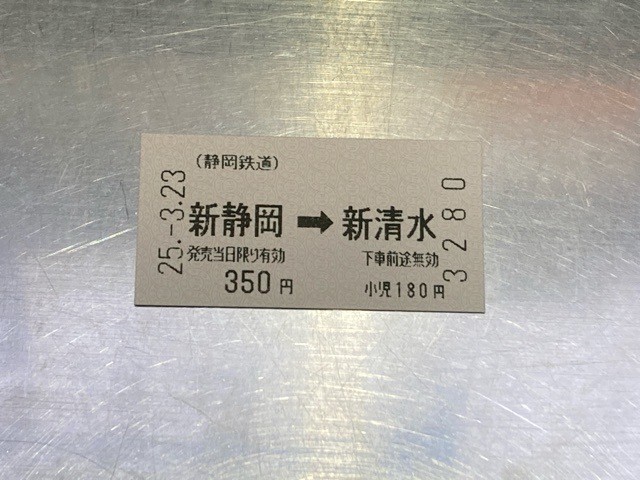 (静岡鉄道)
25.-3.23
新静岡 ➡ 新清水
発売当日限り有効 下車前途無効
350円 小児180円
3280